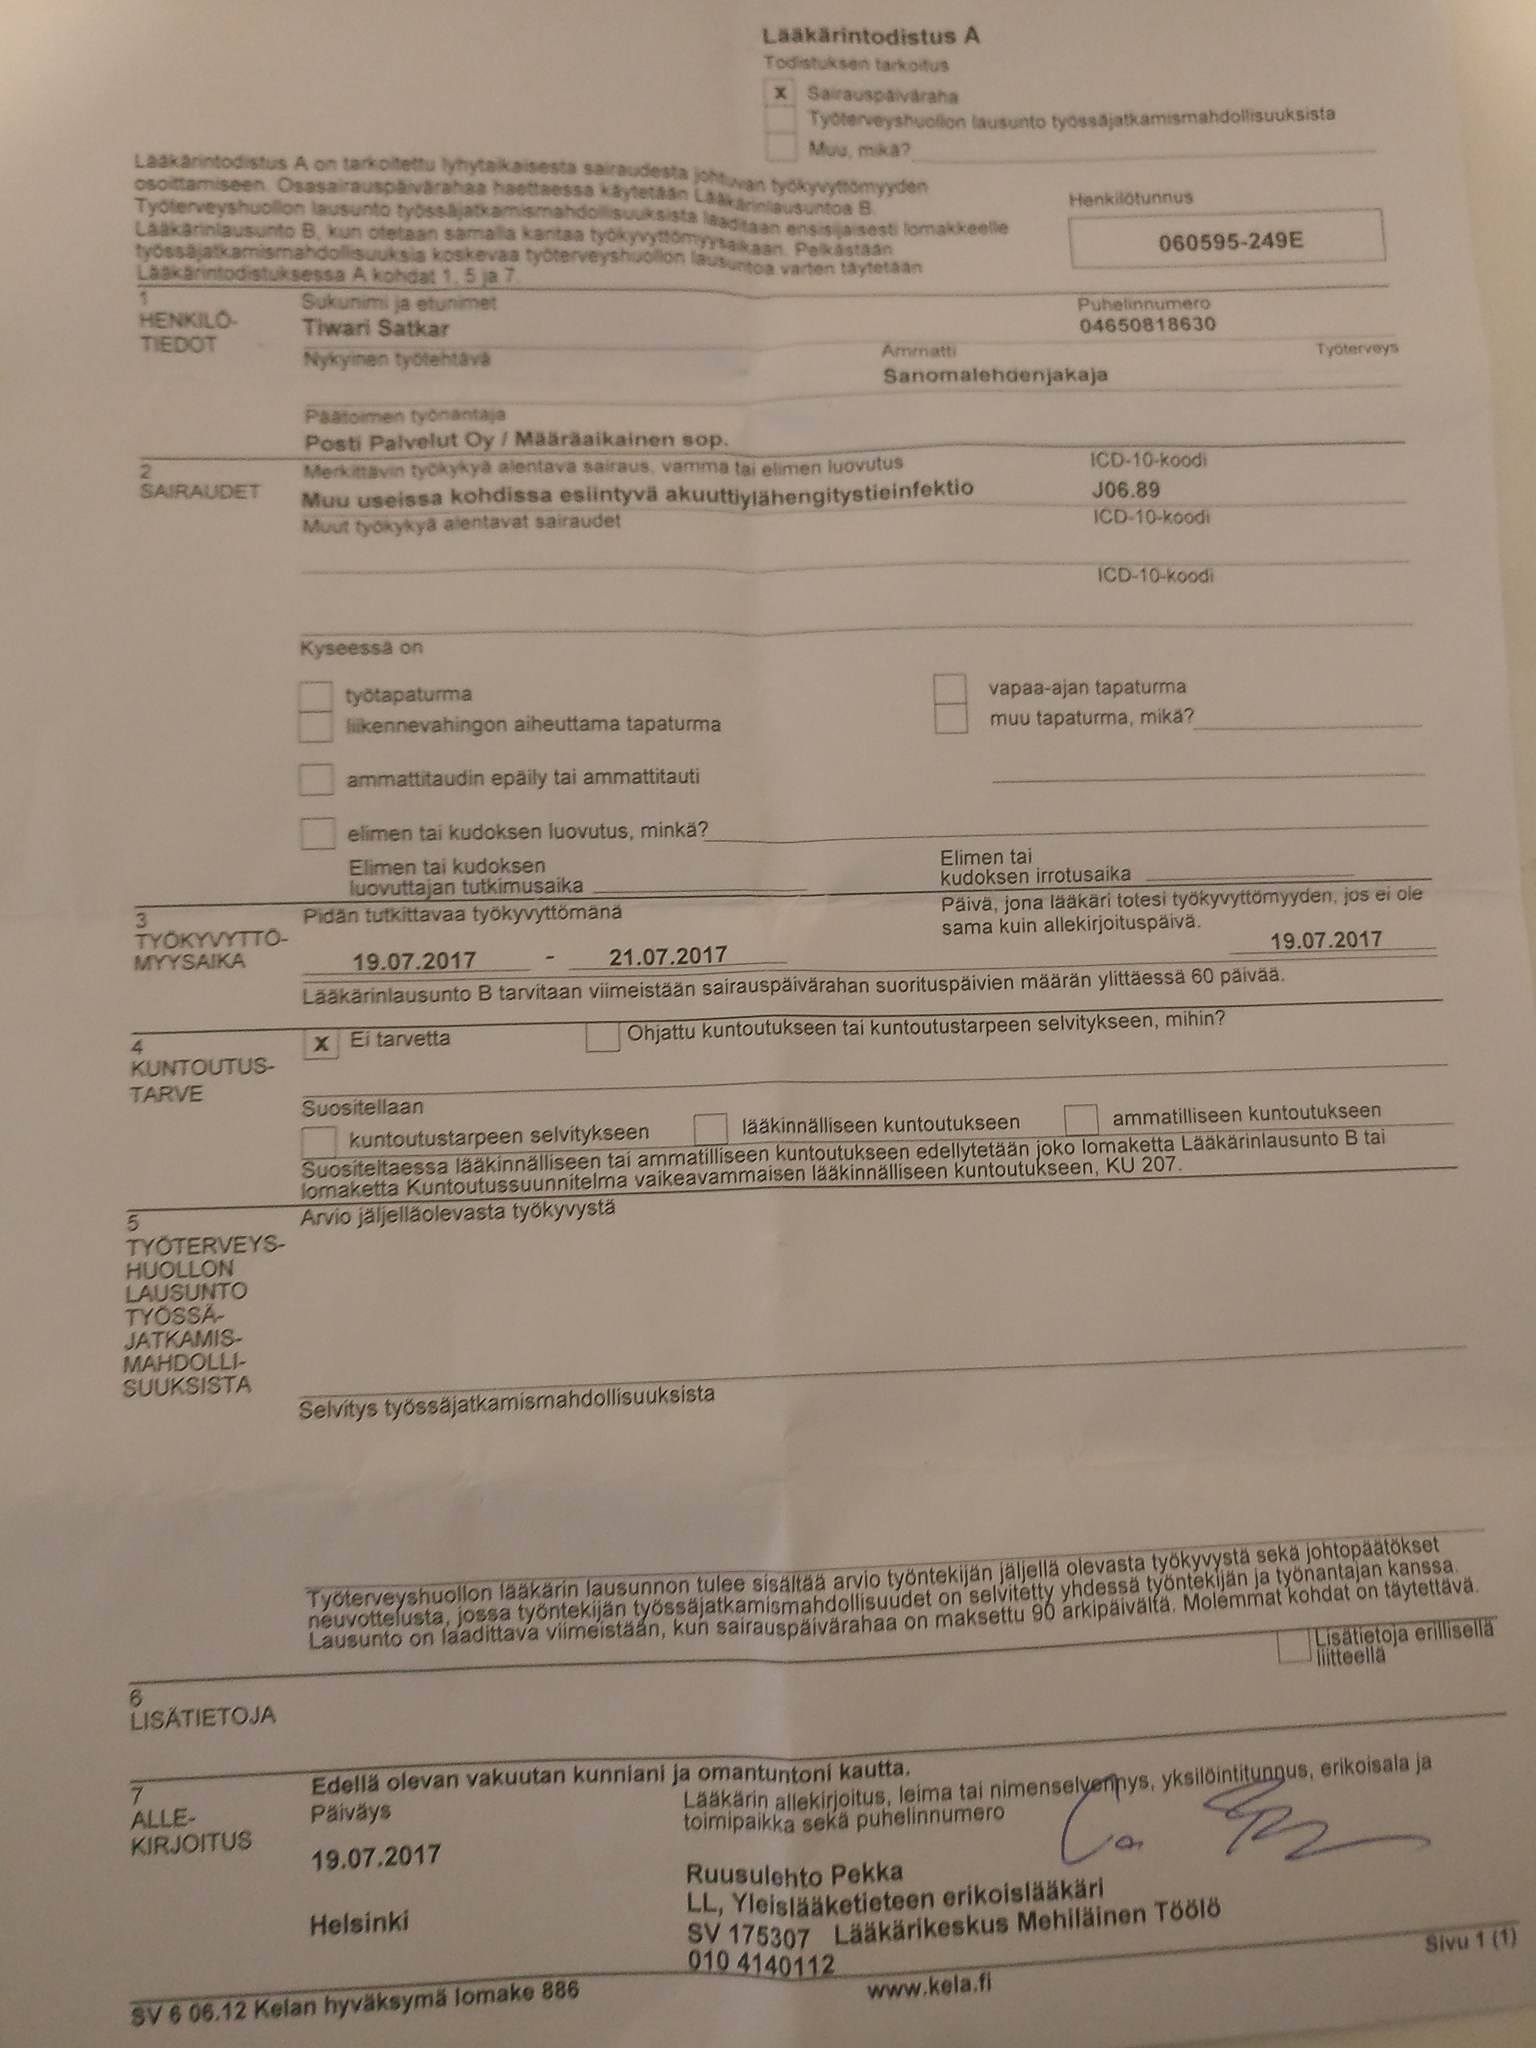 Lääkärintodistus A
Todistuksen tarkoitus
X Sairauspäiväraha
Työterveyshuollon lausunto työssäjatkamismahdollisuuksista
Muu, mikä?
Lääkärintodistus A on tarkoitettu lyhytaikaisesta sairaudesta johtuvan työkyvyttömyyden
osoittamiseen. Osasairauspäivärahaa haettaessa käytetään Lääkärinlausuntoa B.
Työterveyshuollon lausunto työssäjatkamismahdollisuuksista laaditaan ensisijaisesti lomakkeelle
Lääkärinlausunto B, kun otetaan samalla kantaa työkyvyttömyysaikaan. Pelkästään
työssäjatkamismahdollisuuksia koskevaa työterveyshuollon lausuntoa varten täytetään
Lääkärintodistuksessa A kohdat 1, 5 ja 7.
Henkilötunnus
060595-249E
1
HENKILÖ-
TIEDOT
Sukunimi ja etunimet
Tiwari Satkar
Puhelinnumero
04650818630
Nykyinen työtehtävä
Ammatti
Työterveys
Sanomalehdenjakaja
Päätoimen työnantaja
Posti Palvelut Oy / Määräaikainen sop.
2
SAIRAUDET
Merkittävin työkykyä alentava sairaus, vamma tai elimen luovutus
ICD-10-koodi
Muu useissa kohdissa esiintyvä akuuttiylähengitystieinfektio
J06.89
Muut työkykyä alentavat sairaudet
ICD-10-koodi
ICD-10-koodi
Kyseessä on
työtapaturma
vapaa-ajan tapaturma
liikennevahingon aiheuttama tapaturma
muu tapaturma, mikä?
ammattitaudin epäily tai ammattitauti
elimen tai kudoksen luovutus, minkä?
Elimen tai kudoksen
luovuttajan tutkimusaika
Elimen tai
kudoksen irrotusaika
3
TYÖKYVYTTÖ-
MYYSAIKA
Pidän tutkittavaa työkyvyttömänä
19.07.2017 - 21.07.2017
Päivä, jona lääkäri totesi työkyvyttömyyden, jos ei ole
sama kuin allekirjoituspäivä.
19.07.2017
Lääkärinlausunto B tarvitaan viimeistään sairauspäivärahan suorituspäivien määrän ylittäessä 60 päivää.
4
KUNTOUTUS-
TARVE
X Ei tarvetta
Ohjattu kuntoutukseen tai kuntoutustarpeen selvitykseen, mihin?
Suositellaan
kuntoutustarpeen selvitykseen
lääkinnälliseen kuntoutukseen
ammatilliseen kuntoutukseen
Suositeltaessa lääkinnälliseen tai ammatilliseen kuntoutukseen edellytetään joko lomaketta Lääkärinlausunto B tai
lomaketta Kuntoutussuunnitelma vaikeavammaisen lääkinnälliseen kuntoutukseen, KU 207.
5
TYÖTERVEYS-
HUOLLON
LAUSUNTO
TYÖSSÄ-
JATKAMIS-
MAHDOLLI-
SUUKSISTA
Arvio jäljelläolevasta työkyvystä
Selvitys työssäjatkamismahdollisuuksista
Työterveyshuollon lääkärin lausunnon tulee sisältää arvio työntekijän jäljellä olevasta työkyvystä sekä johtopäätökset
neuvottelusta, jossa työntekijän työssäjatkamismahdollisuudet on selvitetty yhdessä työntekijän ja työnantajan kanssa.
Lausunto on laadittava viimeistään, kun sairauspäivärahaa on maksettu 90 arkipäivältä. Molemmat kohdat on täytettävä.
Lisätietoja erillisellä
liitteellä
6
LISÄTIETOJA
7
ALLE-
KIRJOITUS
Edellä olevan vakuutan kunniani ja omantuntoni kautta.
Päiväys
Lääkärin allekirjoitus, leima tai nimenselvennys, yksilöintitunnus, erikoisala ja
toimipaikka sekä puhelinnumero
19.07.2017
Helsinki
Ruusulehto Pekka
LL, Yleislääketieteen erikoislääkäri
SV 175307 Lääkärikeskus Mehiläinen Töölö
010 4140112
SV 6 06.12 Kelan hyväksymä lomake 886
www.kela.fi
Sivu 1 (1)